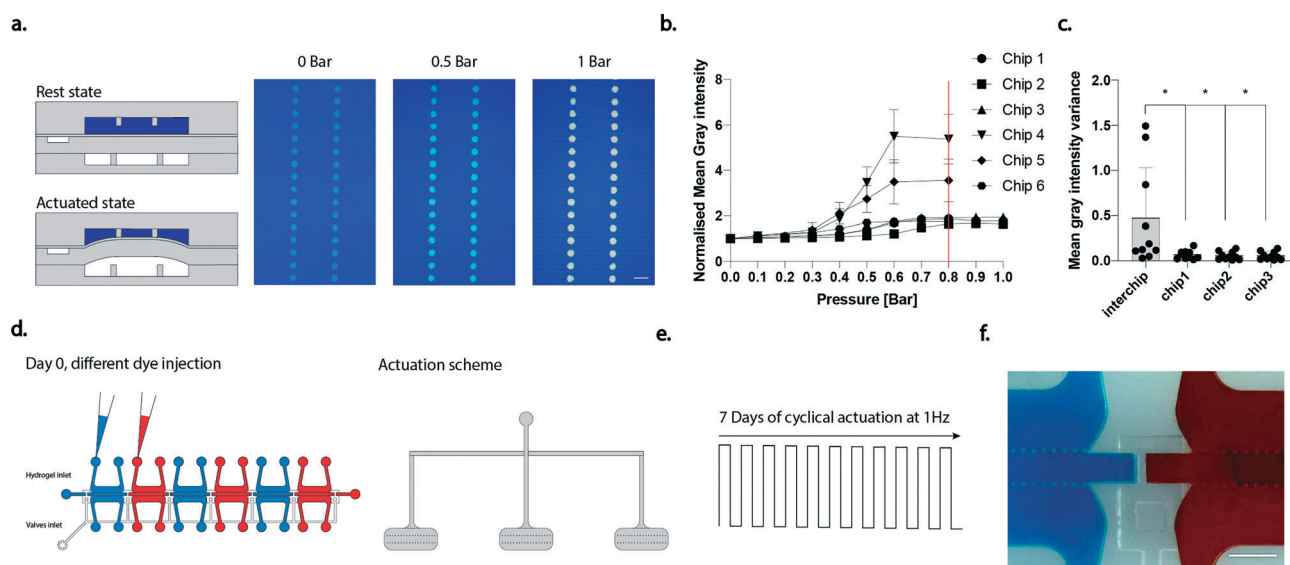 a.
0 Bar
0.5 Bar
1 Bar
Rest state
Actuated state
b.
Normalised Mean Gray intensity
8
6
4
2
0
0.0 0.1 0.2 0.3 0.4 0.5 0.6 0.7 0.8 0.9 1.0
Pressure [Bar]
Chip 1
Chip 2
Chip 3
Chip 4
Chip 5
Chip 6
c.
Mean gray intensity variance
2.0
1.5
1.0
0.5
0.0
* * *
interchip
chip1
chip2
chip3
d.
Day 0, different dye injection
Hydrogel inlet
Valves inlet
Actuation scheme
e.
7 Days of cyclical actuation at 1Hz
f.